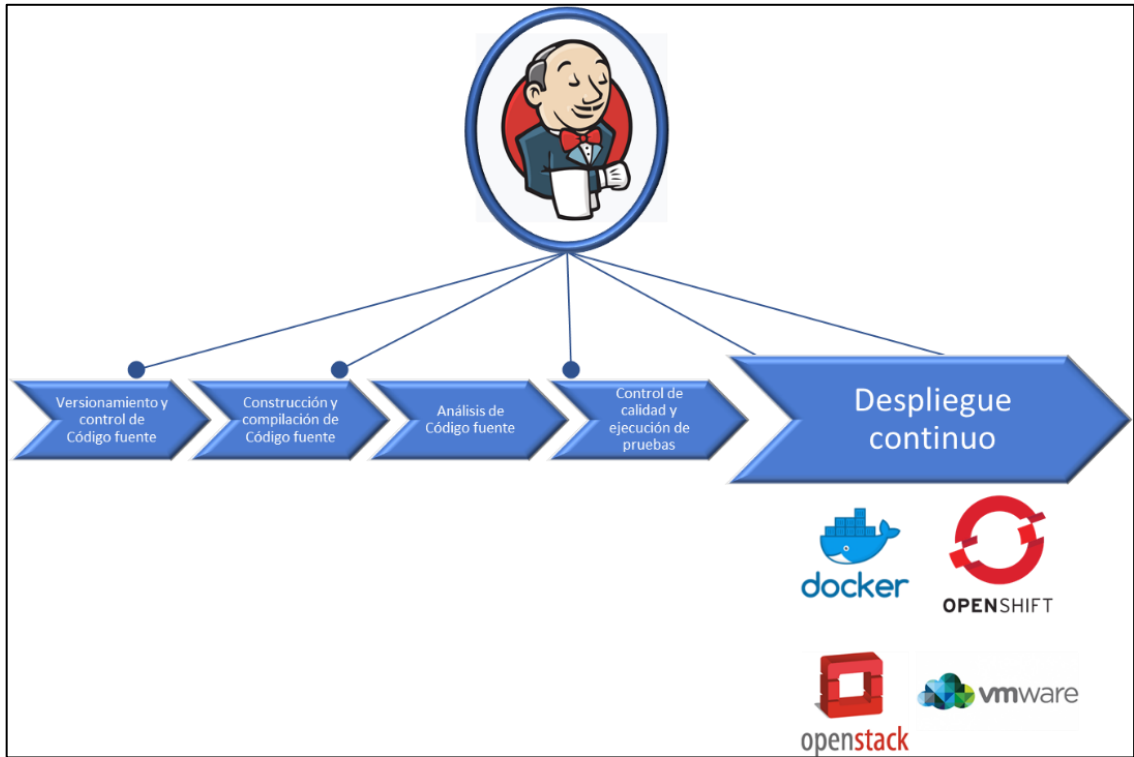 Versionamiento y
control de
Código fuente
Construcción y
compilación de
Código fuente
Análisis de
Código fuente
Control de
calidad y
ejecución de
pruebas
Despliegue
continuo
docker
OPENSHIFT
openstack
vmware